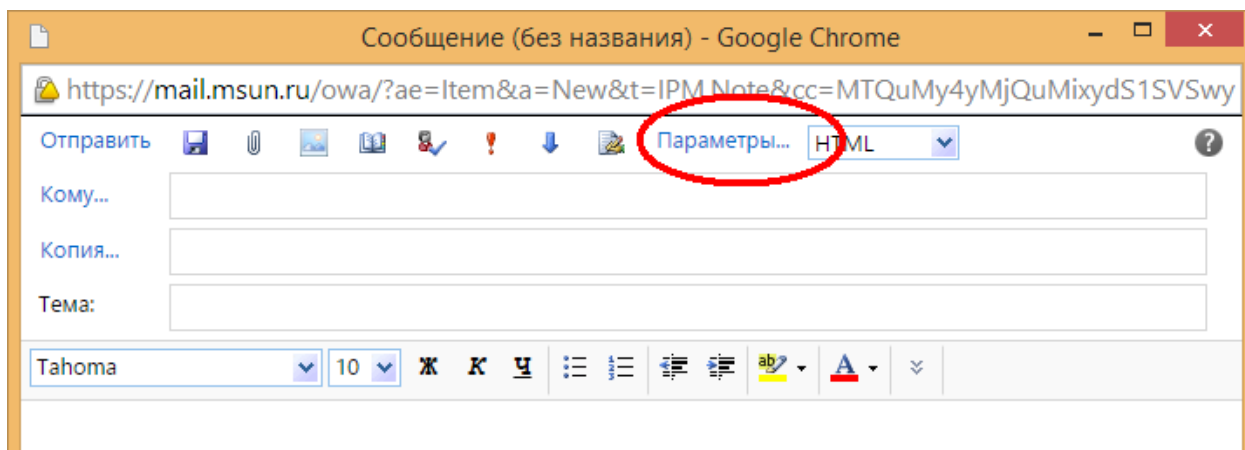 Сообщение (без названия) - Google Chrome
https://mail.msun.ru/owa/?ae=Item&a=New&t=IPM.Note&cc=MTQuMy4yMjQuMixydS1SVSwy
Отправить Параметры... HTML
Кому...
Копия...
Тема:
Tahoma 10 Ж К Ч